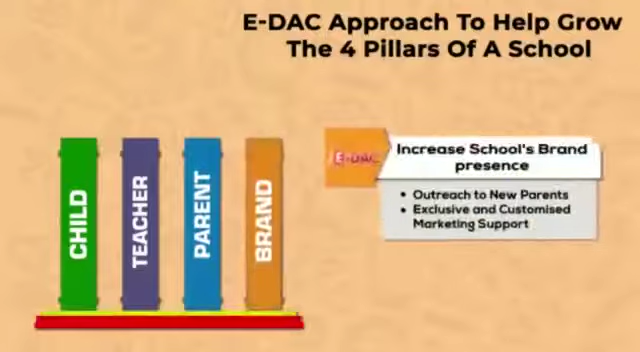 E-DAC Approach To Help Grow
The 4 Pillars Of A School
CHILD
TEACHER
PARENT
BRAND
E-DAC
Increase School's Brand
presence
• Outreach to New Parents
• Exclusive and Customised
Marketing Support